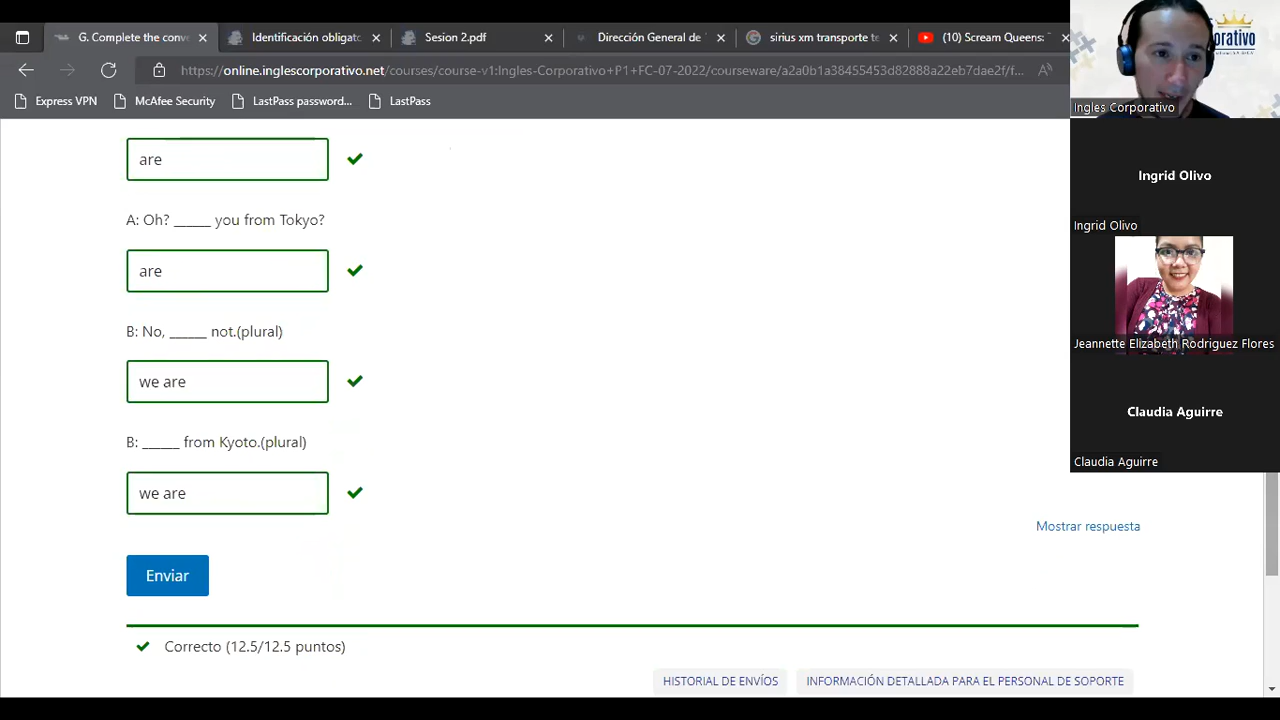 G. Complete the conv
Identificación obligato
Sesion 2.pdf
Dirección General de
sirius xm transporte te
(10) Scream Queens:
https://online.inglescorporativo.net/courses/course-v1:Ingles-Corporativo+P1+FC-07-2022/courseware/a2a0b1a38455453d82888a22eb7dae2f/f...
Express VPN
McAfee Security
LastPass password...
LastPass
Ingles Corporativo
are
Ingrid Olivo
A: Oh? ______ you from Tokyo?
Ingrid Olivo
are
B: No, ______ not.(plural)
Jeannette Elizabeth Rodriguez Flores
we are
Claudia Aguirre
B: ______ from Kyoto.(plural)
Claudia Aguirre
we are
Mostrar respuesta
Enviar
Correcto (12.5/12.5 puntos)
HISTORIAL DE ENVÍOS
INFORMACIÓN DETALLADA PARA EL PERSONAL DE SOPORTE